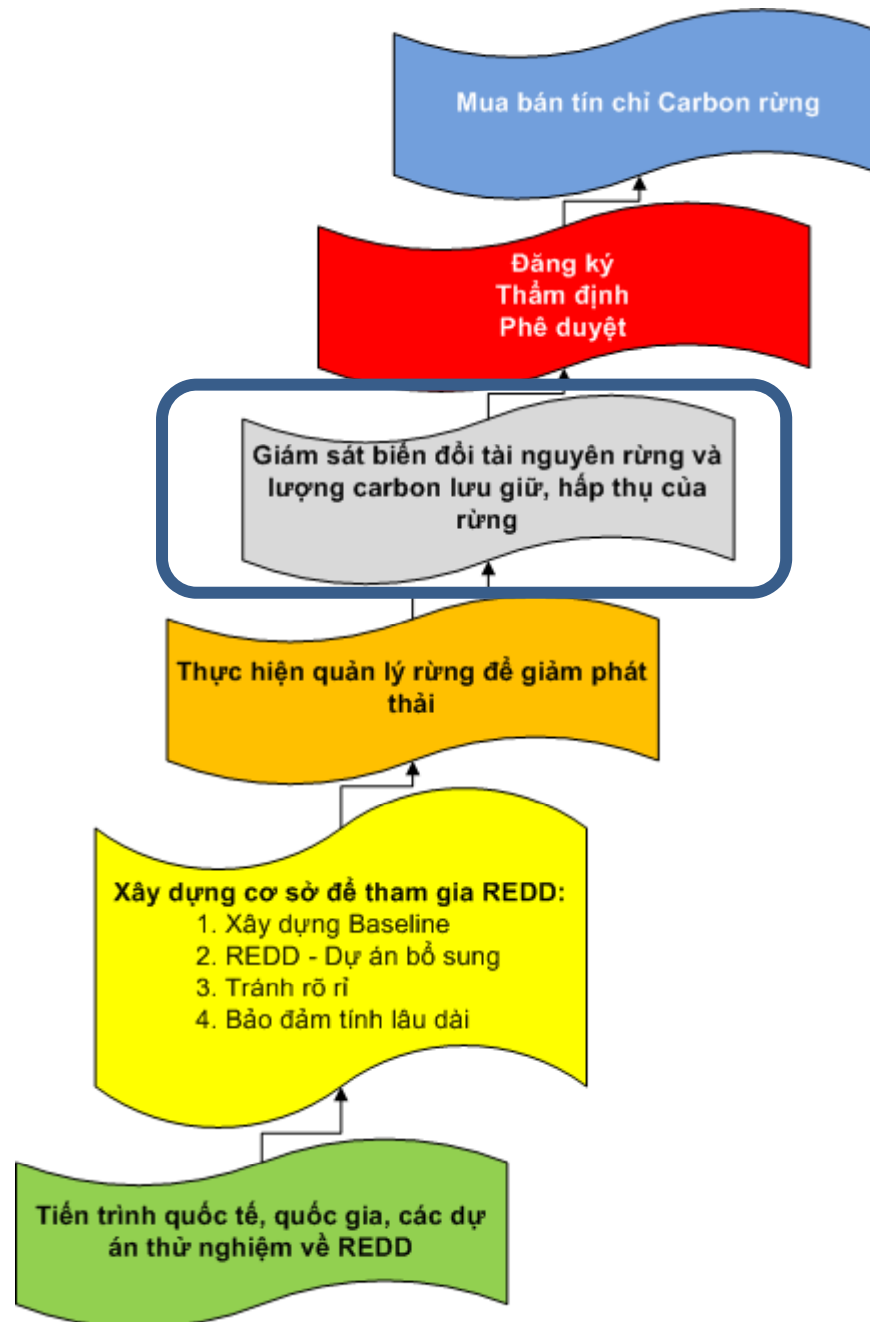 Mua bán tín chỉ Carbon rừng
Đăng ký
Thẩm định
Phê duyệt
Giám sát biến đổi tài nguyên rừng và
lượng carbon lưu giữ, hấp thụ của
rừng
Thực hiện quản lý rừng để giảm phát
thải
Xây dựng cơ sở để tham gia REDD:
1. Xây dựng Baseline
2. REDD - Dự án bổ sung
3. Tránh rõ rỉ
4. Bảo đảm tính lâu dài
Tiến trình quốc tế, quốc gia, các dự
án thử nghiệm về REDD